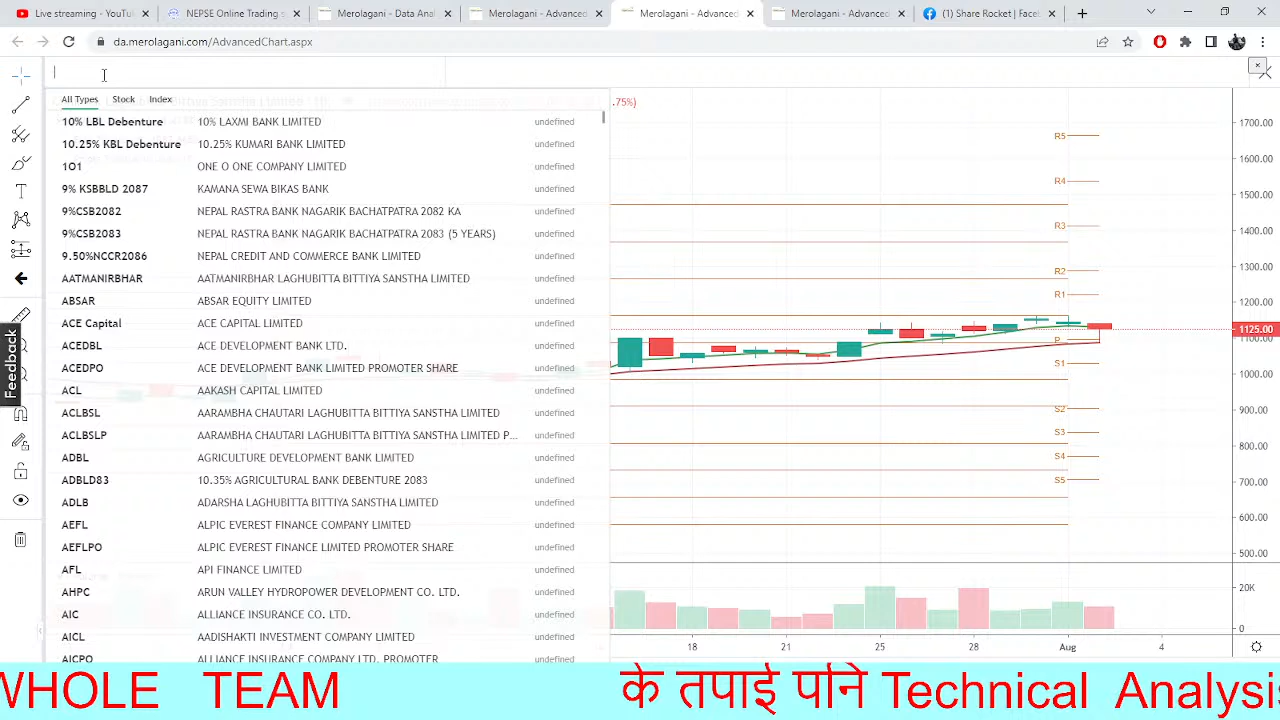 Live streaming - YouTu
NEPSE Online Trading s
Merolagani - Data Anal
Merolagani - Advanced
Merolagani - Advanced
Merolagani - Advanced
(1) Share Rocket | Face
da.merolagani.com/AdvancedChart.aspx
All Types Stock Index
.75%)
10% LBL Debenture 10% LAXMI BANK LIMITED undefined
10.25% KBL Debenture 10.25% KUMARI BANK LIMITED undefined
1O1 ONE O ONE COMPANY LIMITED undefined
9% KSBBLD 2087 KAMANA SEWA BIKAS BANK undefined
9%CSB2082 NEPAL RASTRA BANK NAGARIK BACHATPATRA 2082 KA undefined
9%CSB2083 NEPAL RASTRA BANK NAGARIK BACHATPATRA 2083 (5 YEARS) undefined
9.50%NCCR2086 NEPAL CREDIT AND COMMERCE BANK LIMITED undefined
AATMANIRBHAR AATMANIRBHAR LAGHUBITTA BITTIYA SANSTHA LIMITED undefined
ABSAR ABSAR EQUITY LIMITED undefined
ACE Capital ACE CAPITAL LIMITED undefined
ACEDBL ACE DEVELOPMENT BANK LTD. undefined
ACEDPO ACE DEVELOPMENT BANK LIMITED PROMOTER SHARE undefined
ACL AAKASH CAPITAL LIMITED undefined
ACLBSL AARAMBHA CHAUTARI LAGHUBITTA BITTIYA SANSTHA LIMITED undefined
ACLBSLP AARAMBHA CHAUTARI LAGHUBITTA BITTIYA SANSTHA LIMITED P... undefined
ADBL AGRICULTURE DEVELOPMENT BANK LIMITED undefined
ADBLD83 10.35% AGRICULTURAL BANK DEBENTURE 2083 undefined
ADLB ADARSHA LAGHUBITTA BITTIYA SANSTHA LIMITED undefined
AEFL ALPIC EVEREST FINANCE COMPANY LIMITED undefined
AEFLPO ALPIC EVEREST FINANCE LIMITED PROMOTER SHARE undefined
AFL API FINANCE LIMITED undefined
AHPC ARUN VALLEY HYDROPOWER DEVELOPMENT CO. LTD. undefined
AIC ALLIANCE INSURANCE CO. LTD. undefined
AICL AADISHAKTI INVESTMENT COMPANY LIMITED undefined
AICPO ALLIANCE INSURANCE COMPANY LTD. PROMOTER undefined
Feedback
R5
R4
R3
R2
R1
P
S1
S2
S3
S4
S5
1700.00
1600.00
1500.00
1400.00
1300.00
1200.00
1125.00
1100.00
1000.00
900.00
800.00
700.00
600.00
500.00
20K
0
18 21 25 28 Aug 4
WHOLE TEAM के तपाई पनि Technical Analysi